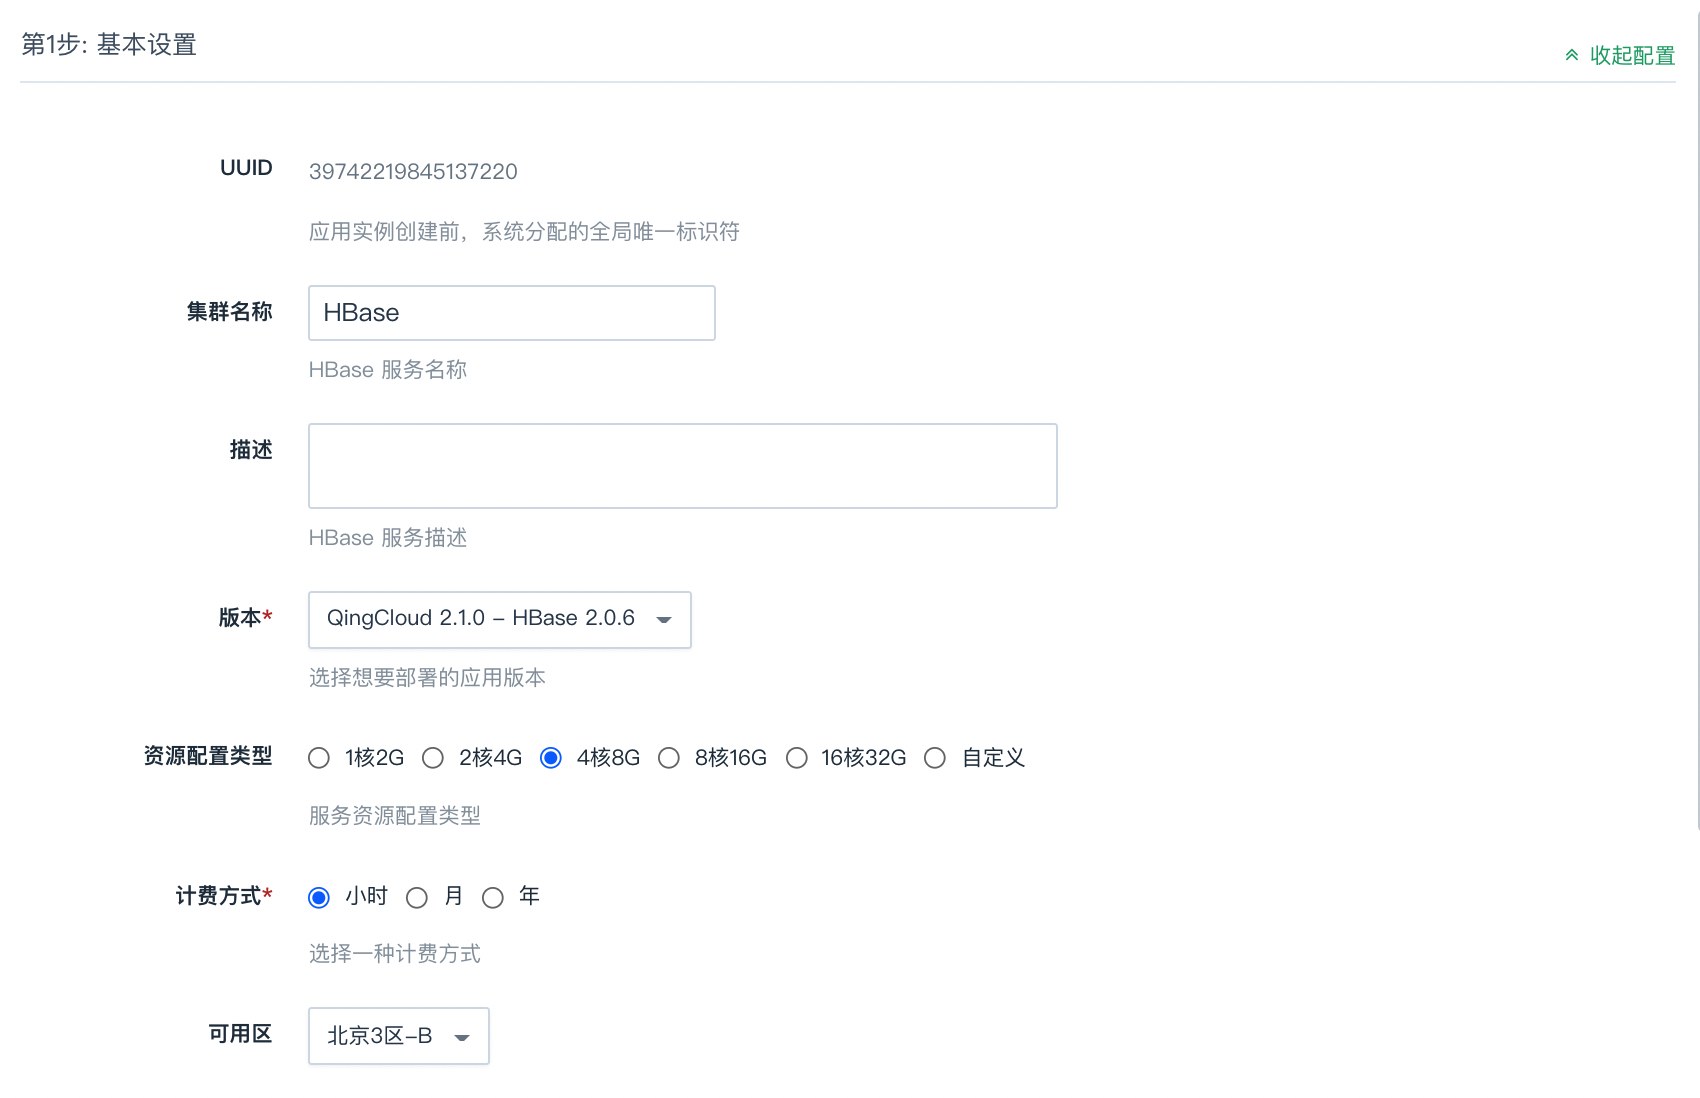 第1步: 基本设置
收起配置
UUID 39742219845137220
应用实例创建前，系统分配的全局唯一标识符
集群名称 HBase
HBase 服务名称
描述
HBase 服务描述
版本* QingCloud 2.1.0 – HBase 2.0.6
选择想要部署的应用版本
资源配置类型 1核2G 2核4G 4核8G 8核16G 16核32G 自定义
服务资源配置类型
计费方式* 小时 月 年
选择一种计费方式
可用区 北京3区–B